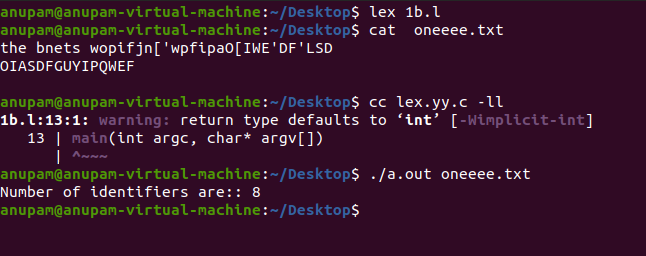 anupam@anupam-virtual-machine:~/Desktop$ lex 1b.l
anupam@anupam-virtual-machine:~/Desktop$ cat  oneeee.txt
the bnets wopifjn['wpfipaO[IWE'DF'LSD
OIASDFGUYIPQWEF
anupam@anupam-virtual-machine:~/Desktop$ cc lex.yy.c -ll
1b.l:13:1: warning: return type defaults to ‘int’ [-Wimplicit-int]
   13 | main(int argc, char* argv[])
      | ^~~~
anupam@anupam-virtual-machine:~/Desktop$ ./a.out oneeee.txt
Number of identifiers are:: 8
anupam@anupam-virtual-machine:~/Desktop$